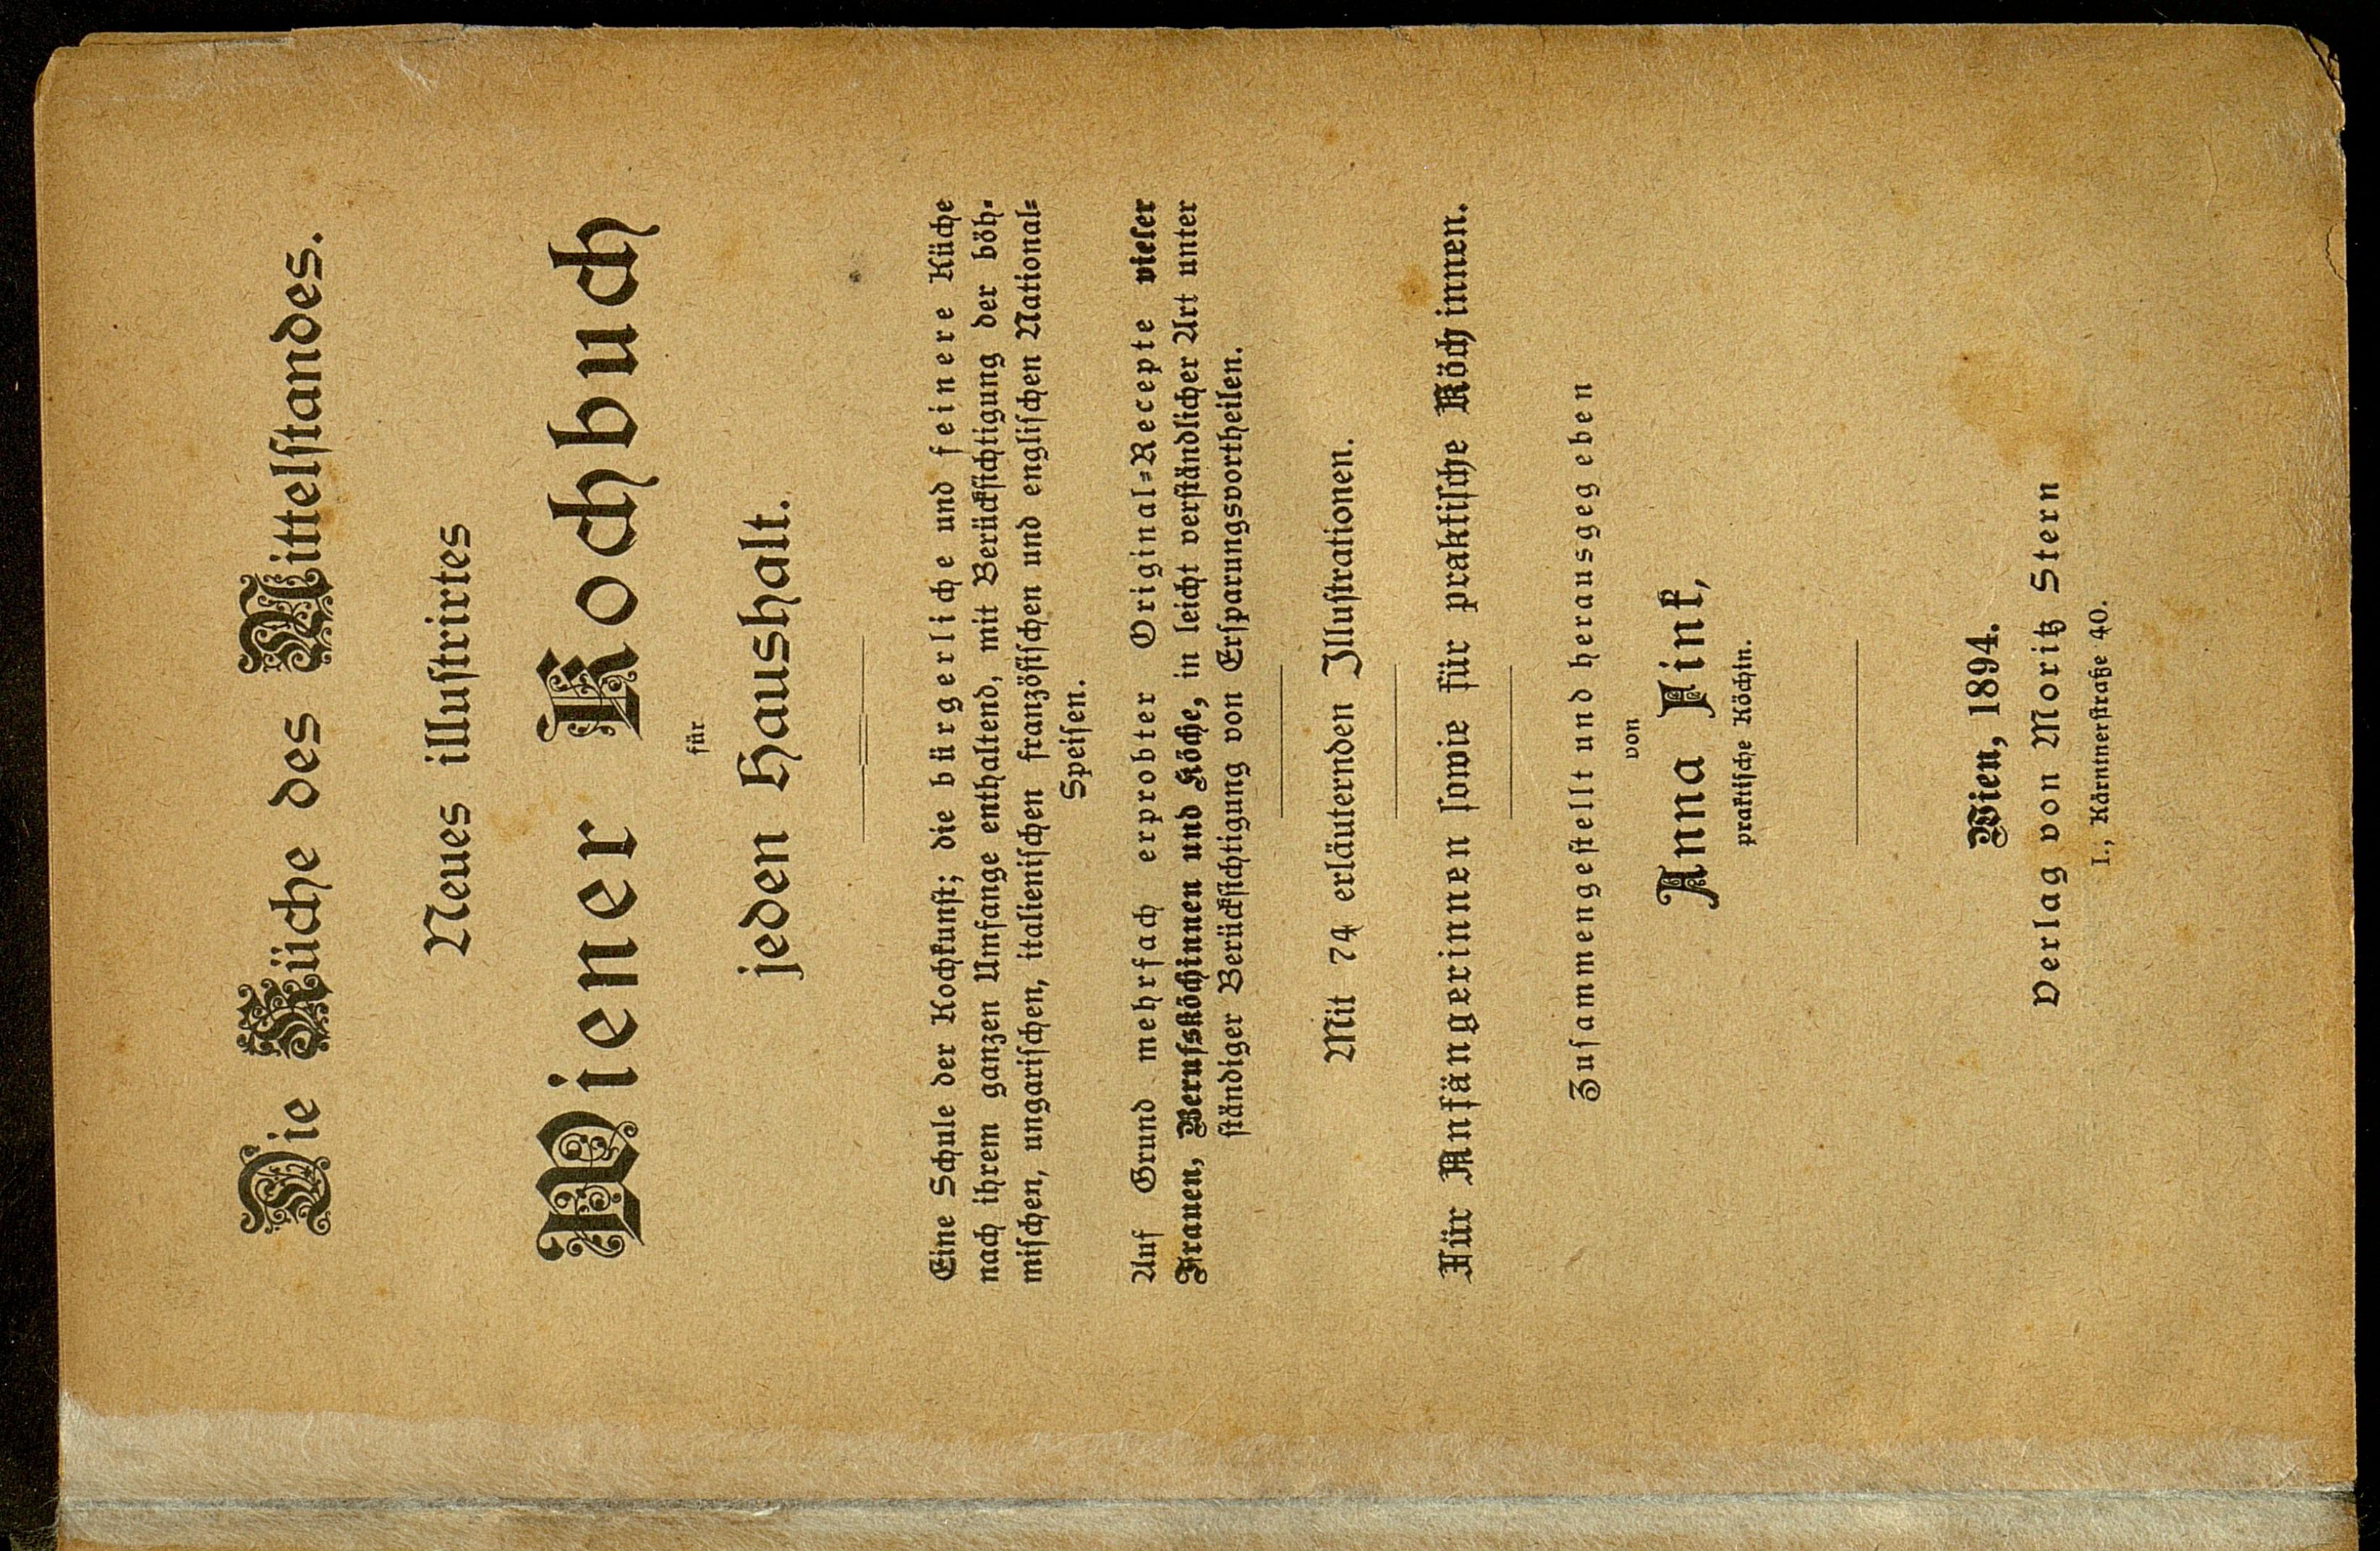 Die Küche des Mittelſtandes.
Neues illuſtrirtes
Wiener Kochbuch
für
jeden Haushalt.
Eine Schule der Kochkunſt; die bürgerliche und feinere Küche
nach ihrem ganzen Umfange enthaltend, mit Berückſichtigung der böh-
miſchen, ungariſchen, italieniſchen franzöſiſchen und engliſchen National-
Speiſen.
Auf Grund mehrfach erprobter Original-Recepte vieler
Frauen, Berufsköchinnen und Köche, in leicht verſtändlicher Art unter
ſtändiger Berückſichtigung von Erſparungsvortheilen.
Mit 74 erläuternden Illuſtrationen.
Für Anfängerinnen ſowie für praktiſche Köchinnen.
Zuſammengeſtellt und herausgegeben
von
Anna Fink,
praktiſche Köchin.
Wien, 1894.
Verlag von Moritz Stern
I., Kärntnerſtraße 40.